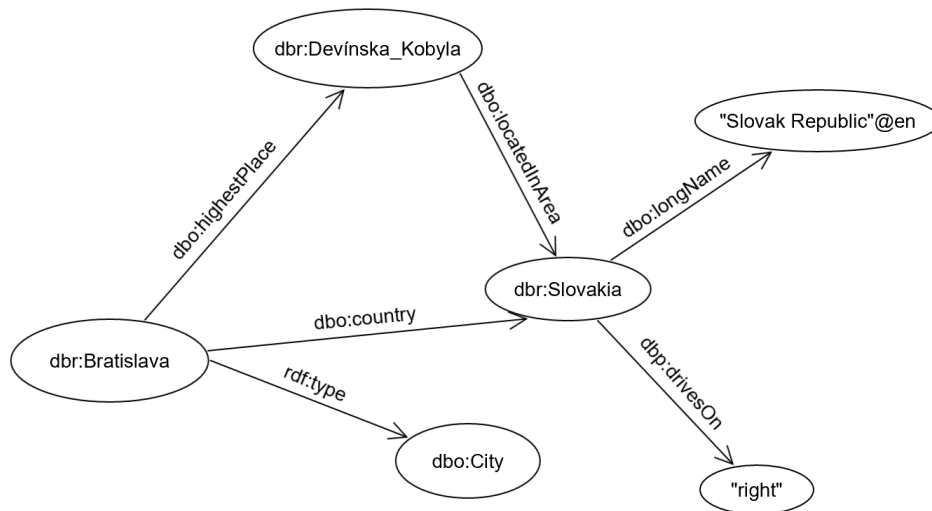 dbr:Devínska_Kobyla
"Slovak Republic"@en
dbo:locatedInArea
dbo:highestPlace
dbo:longName
dbr:Slovakia
dbo:country
dbr:Bratislava
rdf:type
dbp:drivesOn
dbo:City
"right"